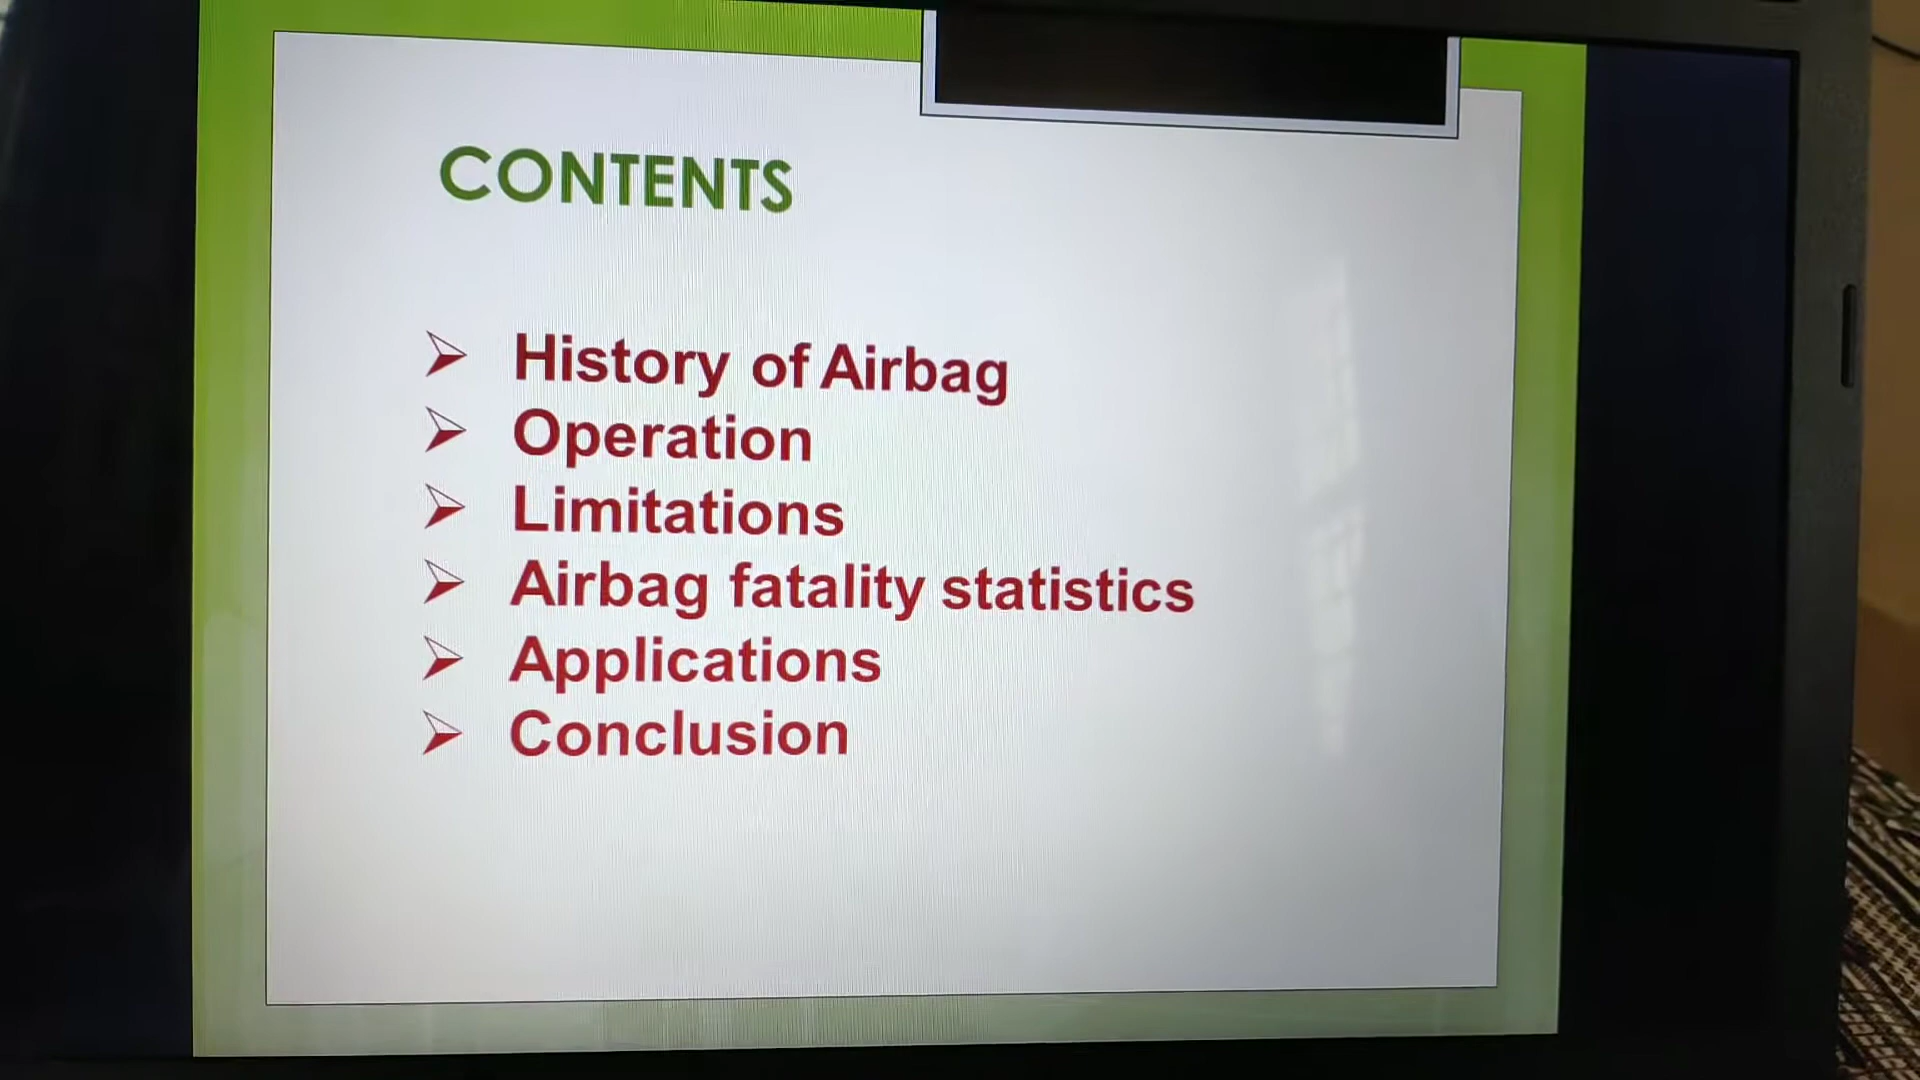 CONTENTS
History of Airbag
Operation
Limitations
Airbag fatality statistics
Applications
Conclusion